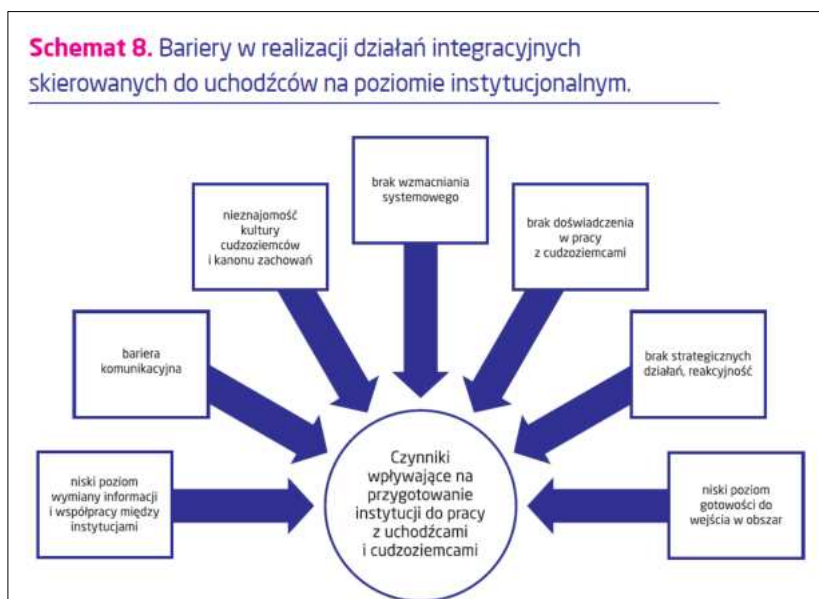 Schemat 8. Bariery w realizacji działań integracyjnych
skierowanych do uchodźców na poziomie instytucjonalnym.
niski poziom
wymiany informacji
i współpracy między
instytucjami
bariera
komunikacyjna
nieznajomość
kultury
cudzoziemców
i kanonu zachowań
brak wzmacniania
systemowego
brak doświadczenia
w pracy
z cudzoziemcami
brak strategicznych
działań, reakcyjność
niski poziom
gotowości do
wejścia w obszar
Czynniki
wpływające na
przygotowanie
instytucji do pracy
z uchodźcami
i cudzoziemcami